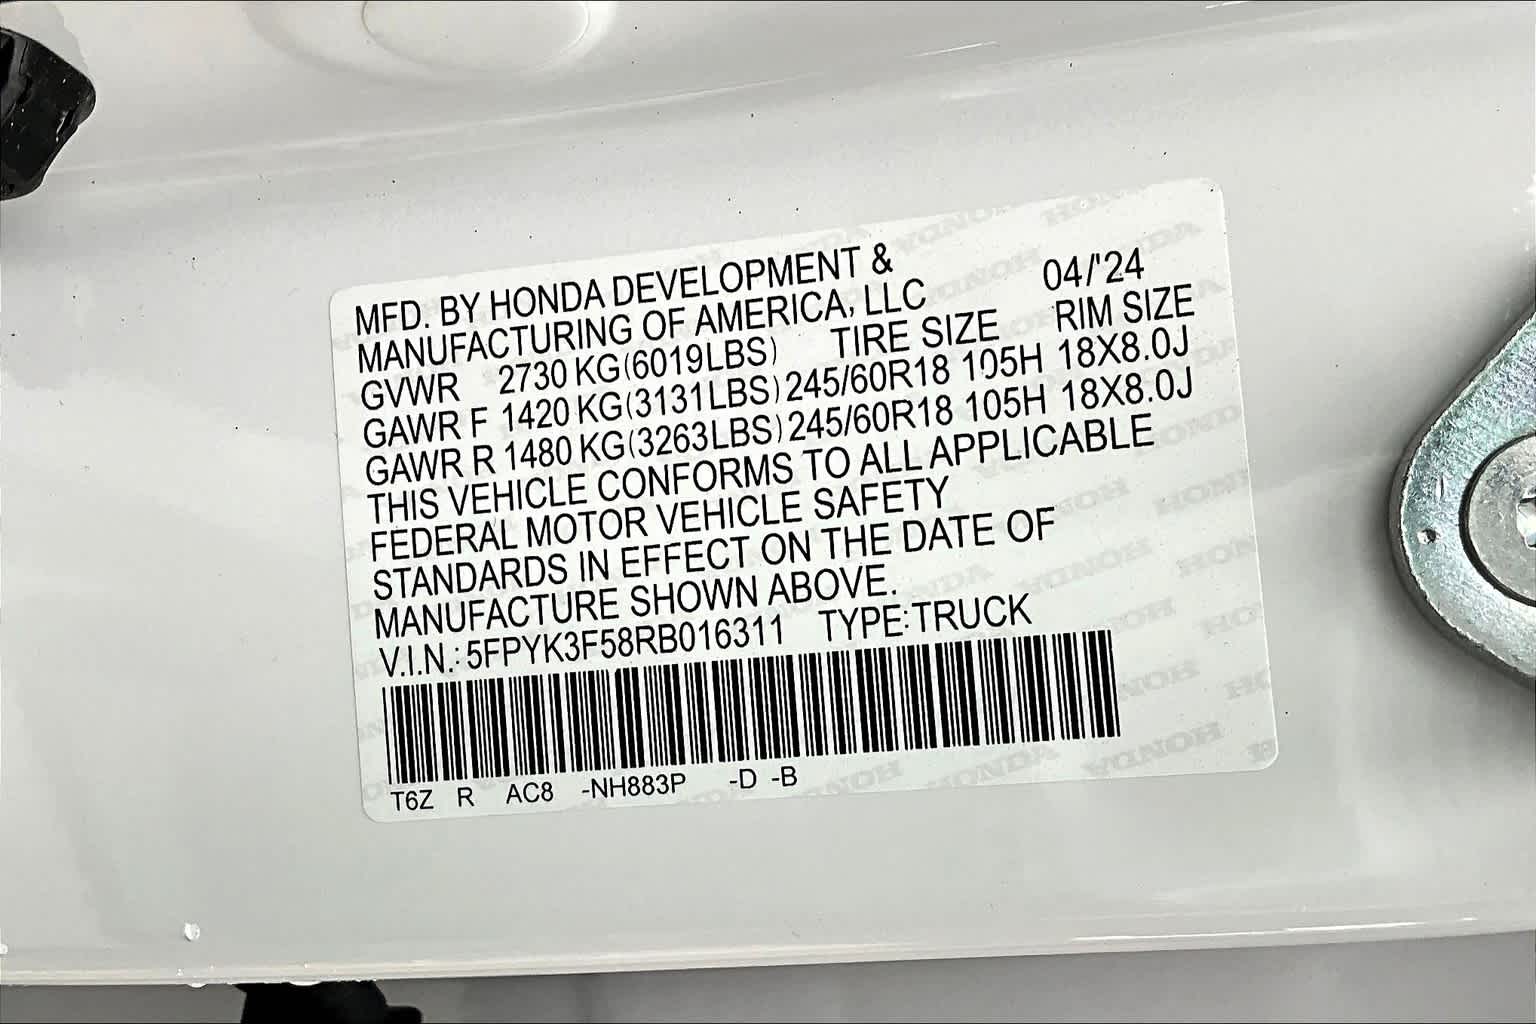 MFD. BY HONDA DEVELOPMENT &
MANUFACTURING OF AMERICA, LLC 04/'24
GVWR 2730 KG(6019LBS) TIRE SIZE RIM SIZE
GAWR F 1420 KG(3131LBS) 245/60R18 105H 18X8.0J
GAWR R 1480 KG(3263LBS) 245/60R18 105H 18X8.0J
THIS VEHICLE CONFORMS TO ALL APPLICABLE
FEDERAL MOTOR VEHICLE SAFETY
STANDARDS IN EFFECT ON THE DATE OF
MANUFACTURE SHOWN ABOVE.
V.I.N.: 5FPYK3F58RB016311 TYPE:TRUCK
T6Z R AC8 -NH883P -D -B